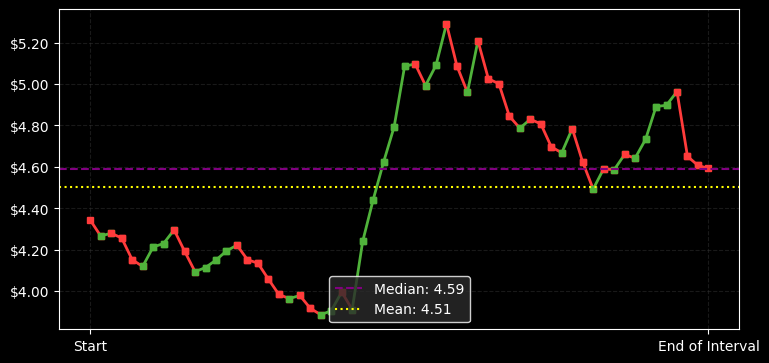 $5.20
$5.00
$4.80
$4.60
$4.40
$4.20
$4.00
Median: 4.59
Mean: 4.51
Start
End of Interval